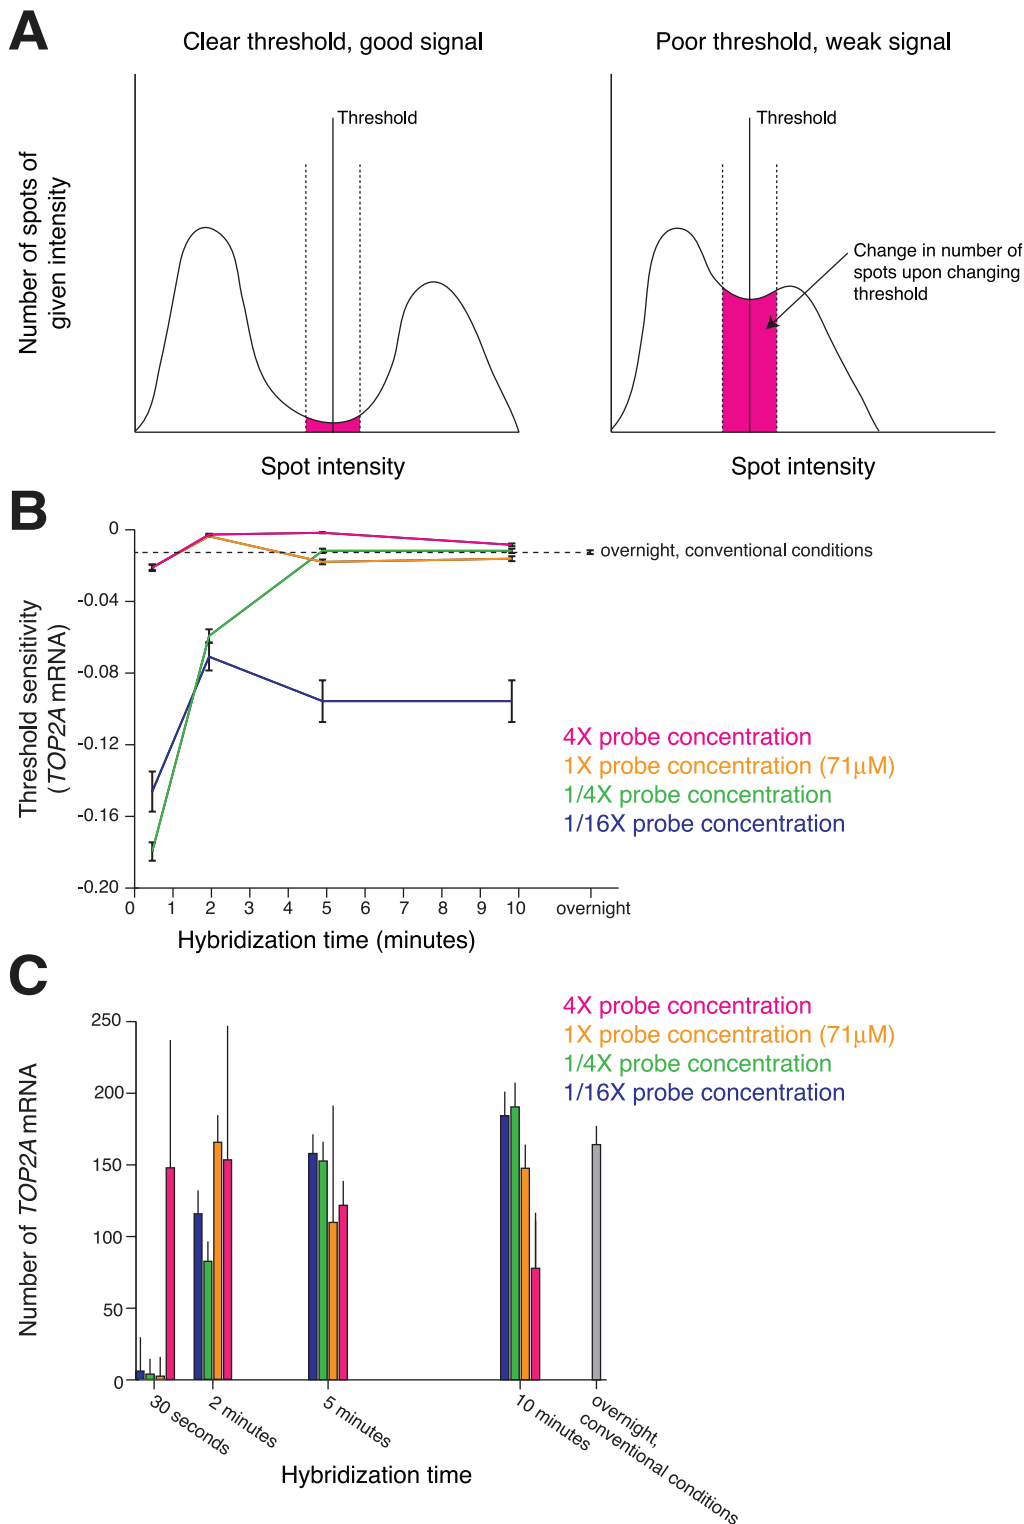 A
Clear threshold, good signal
Poor threshold, weak signal
Number of spots of
given intensity
Threshold
Threshold
Change in number of
spots upon changing
threshold
Spot intensity
Spot intensity
B
Threshold sensitivity
(TOP2A mRNA)
0
-0.04
-0.08
-0.12
-0.16
-0.20
overnight, conventional conditions
4X probe concentration
1X probe concentration (71μM)
1/4X probe concentration
1/16X probe concentration
0 1 2 3 4 5 6 7 8 9 10 overnight
Hybridization time (minutes)
C
4X probe concentration
1X probe concentration (71μM)
1/4X probe concentration
1/16X probe concentration
Number of TOP2A mRNA
250
200
150
100
50
0
30 seconds
2 minutes
5 minutes
10 minutes
overnight,
conventional conditions
Hybridization time